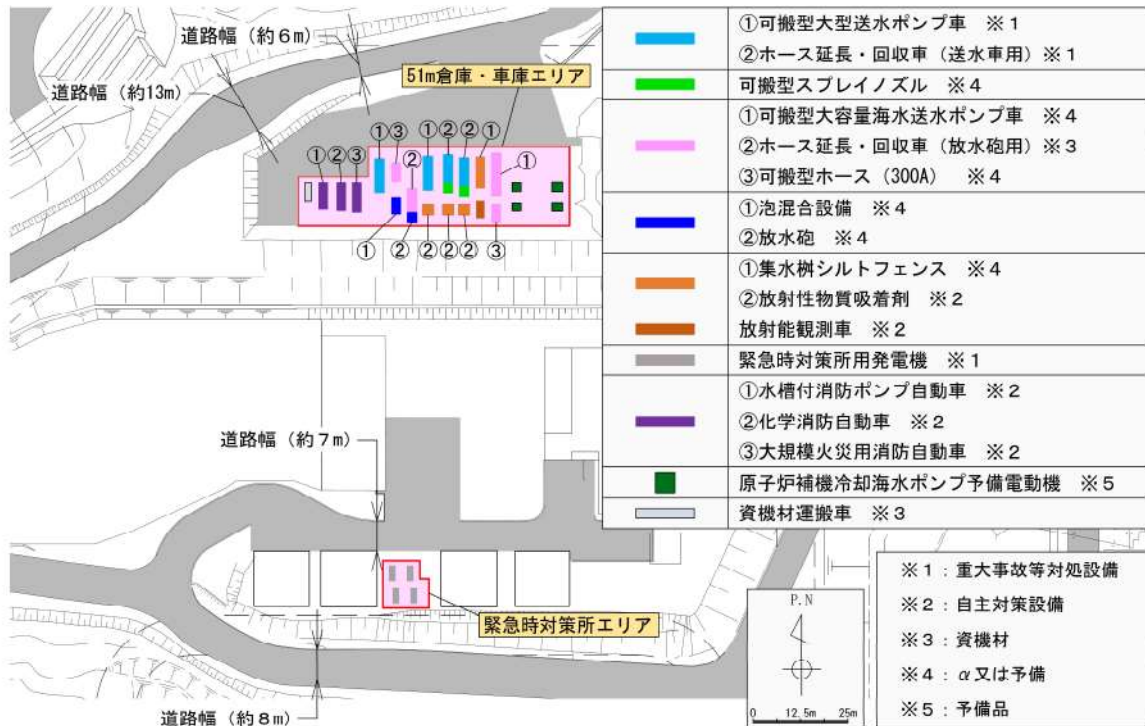 道路幅（約６ｍ）
道路幅（約13m）
51m倉庫・車庫エリア
① ③ ① ② ② ①
① ② ③
②
①
① ② ② ② ② ③
道路幅（約７ｍ）
緊急時対策所エリア
道路幅（約８ｍ）
①可搬型大型送水ポンプ車　※１
②ホース延長・回収車（送水車用）※１
可搬型スプレイノズル　※４
①可搬型大容量海水送水ポンプ車　※４
②ホース延長・回収車（放水砲用）※３
③可搬型ホース（300A）　※４
①泡混合設備　※４
②放水砲　※４
①集水桝シルトフェンス　※４
②放射性物質吸着剤　※２
放射能観測車　※２
緊急時対策所用発電機　※１
①水槽付消防ポンプ自動車　※２
②化学消防自動車　※２
③大規模火災用消防自動車　※２
原子炉補機冷却海水ポンプ予備電動機　※５
資機材運搬車　※３
P.N
0　12.5m　25m
※１：重大事故等対処設備
※２：自主対策設備
※３：資機材
※４：α又は予備
※５：予備品